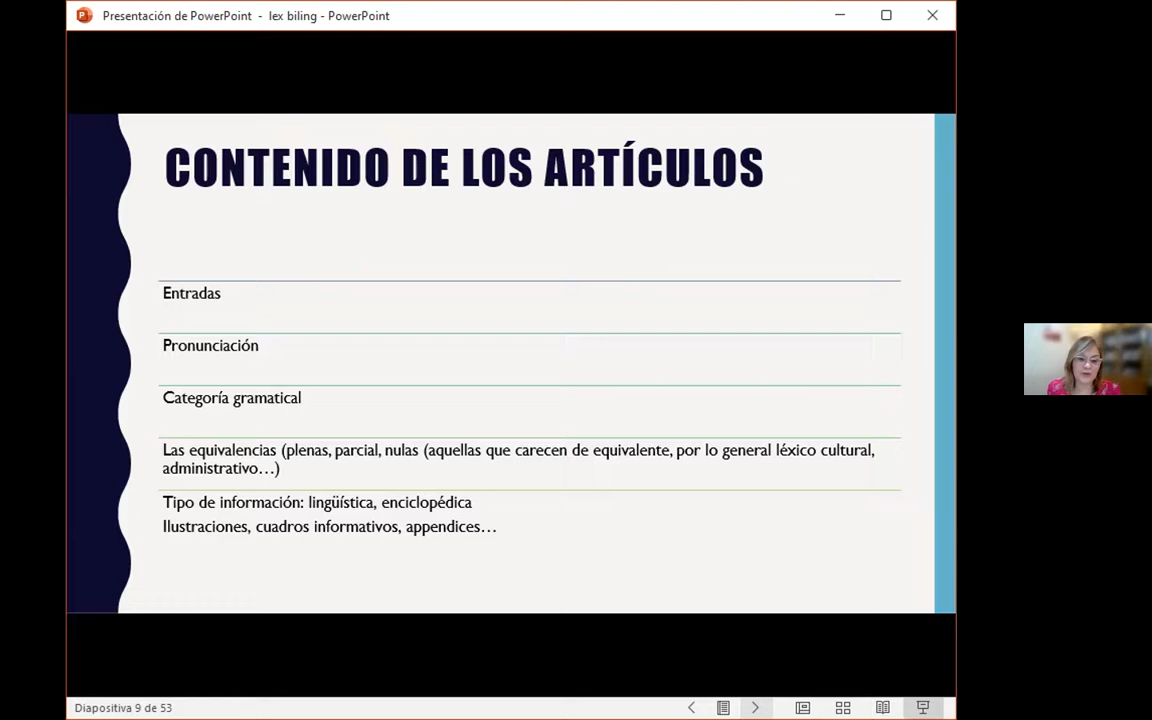 Presentación de PowerPoint - lex biling - PowerPoint
CONTENIDO DE LOS ARTÍCULOS
Entradas
Pronunciación
Categoría gramatical
Las equivalencias (plenas, parcial, nulas (aquellas que carecen de equivalente, por lo general léxico cultural,
administrativo…)
Tipo de información: lingüística, enciclopédica
Ilustraciones, cuadros informativos, appendices…
Diapositiva 9 de 53